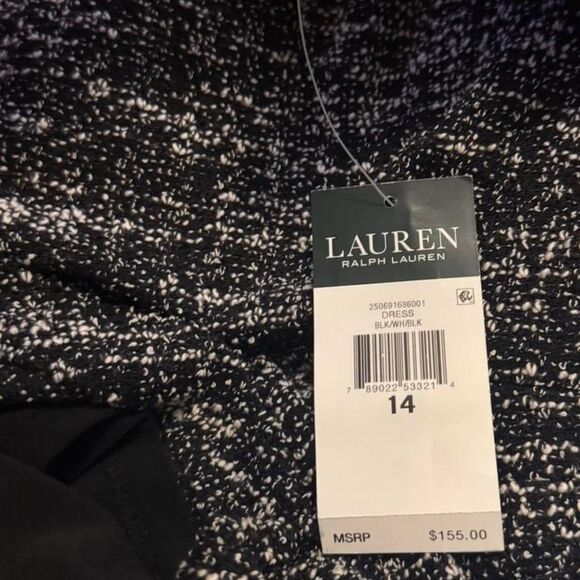 LAUREN
RALPH LAUREN
250691686001
DRESS
BLK/WH/BLK
7 89022 53321 4
14
MSRP $155.00